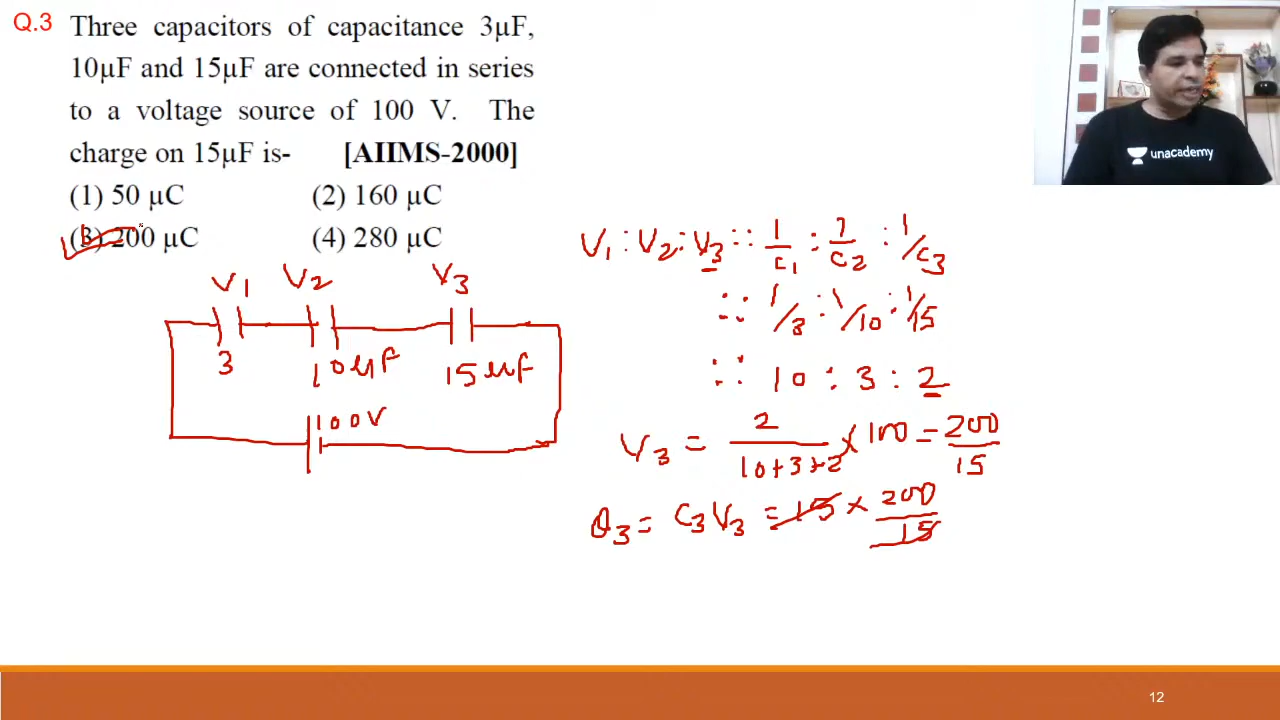 Q.3 Three capacitors of capacitance 3µF,
10µF and 15µF are connected in series
to a voltage source of 100 V. The
charge on 15µF is- [AIIMS-2000]
(1) 50 µC (2) 160 µC
(3) 200 µC (4) 280 µC
unacademy
V1 V2 V3
3 10µF 15µF
100V
V1 : V2 : V3 :: 1/C1 : 1/C2 : 1/C3
:: 1/3 : 1/10 : 1/15
:: 10 : 3 : 2
V3 = 2/(10+3+2) × 100 = 200/15
Q3 = C3V3 = 15 × 200/15
12